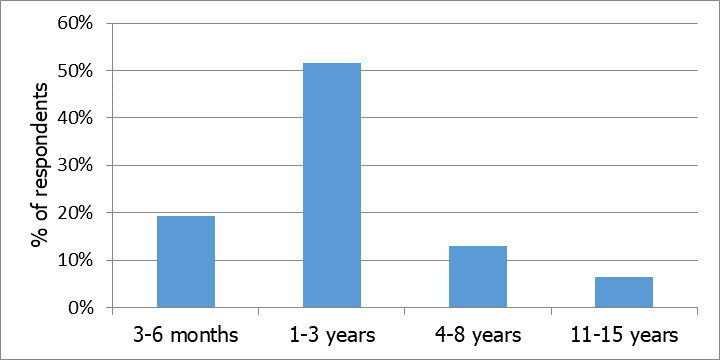 60%
50%
40%
30%
20%
10%
0%
% of respondents
3-6 months
1-3 years
4-8 years
11-15 years